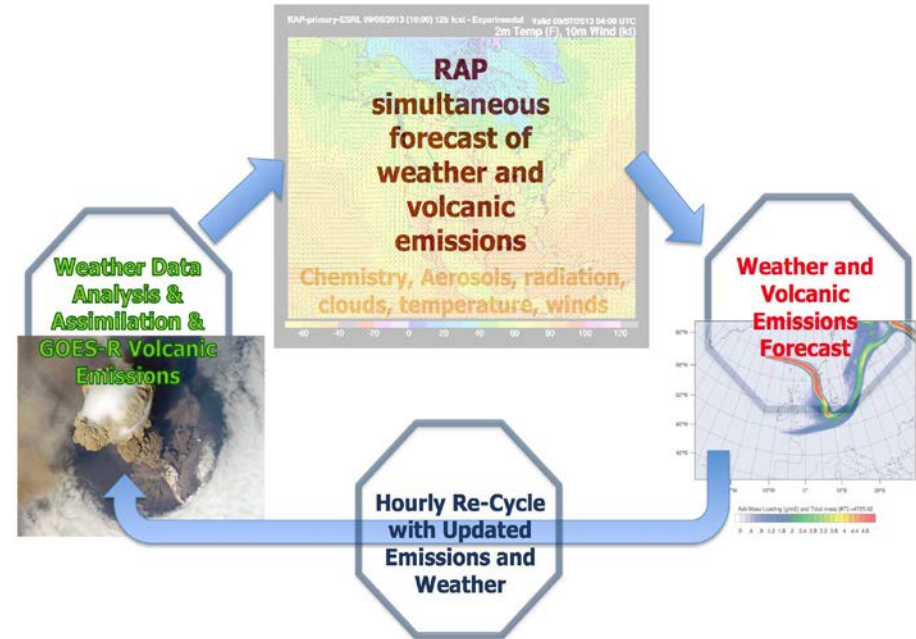 RAP-primary-ESRL 09/06/2013 (16:00) 12h fcst - Experimental Valid 09/07/2013 04:00 UTC
2m Temp (F), 10m Wind (kt)
RAP
simultaneous
forecast of
weather and
volcanic
emissions
Chemistry, Aerosols, radiation,
clouds, temperature, winds
-60 -40 -20 0 20 40 60 80 100 120
Weather Data
Analysis &
Assimilation &
GOES-R Volcanic
Emissions
Weather and
Volcanic
Emissions
Forecast
Hourly Re-Cycle
with Updated
Emissions and
Weather